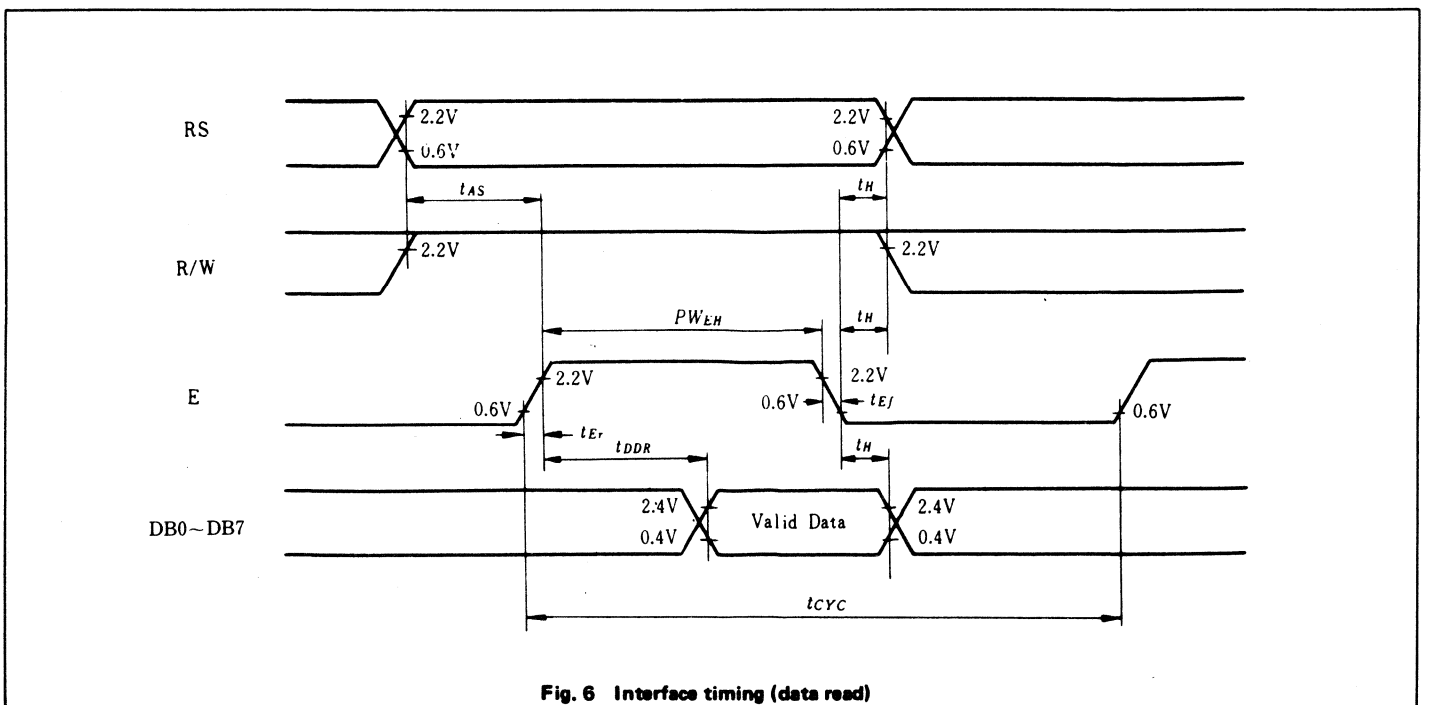 RS
2.2V
0.6V
2.2V
0.6V
tAS
tH
R/W
2.2V
2.2V
PWEH
tH
E
2.2V
0.6V
2.2V
0.6V
tEf
0.6V
tEr
tDDR
tH
DB0~DB7
2.4V
0.4V
Valid Data
2.4V
0.4V
tCYC
Fig. 6 Interface timing (data read)